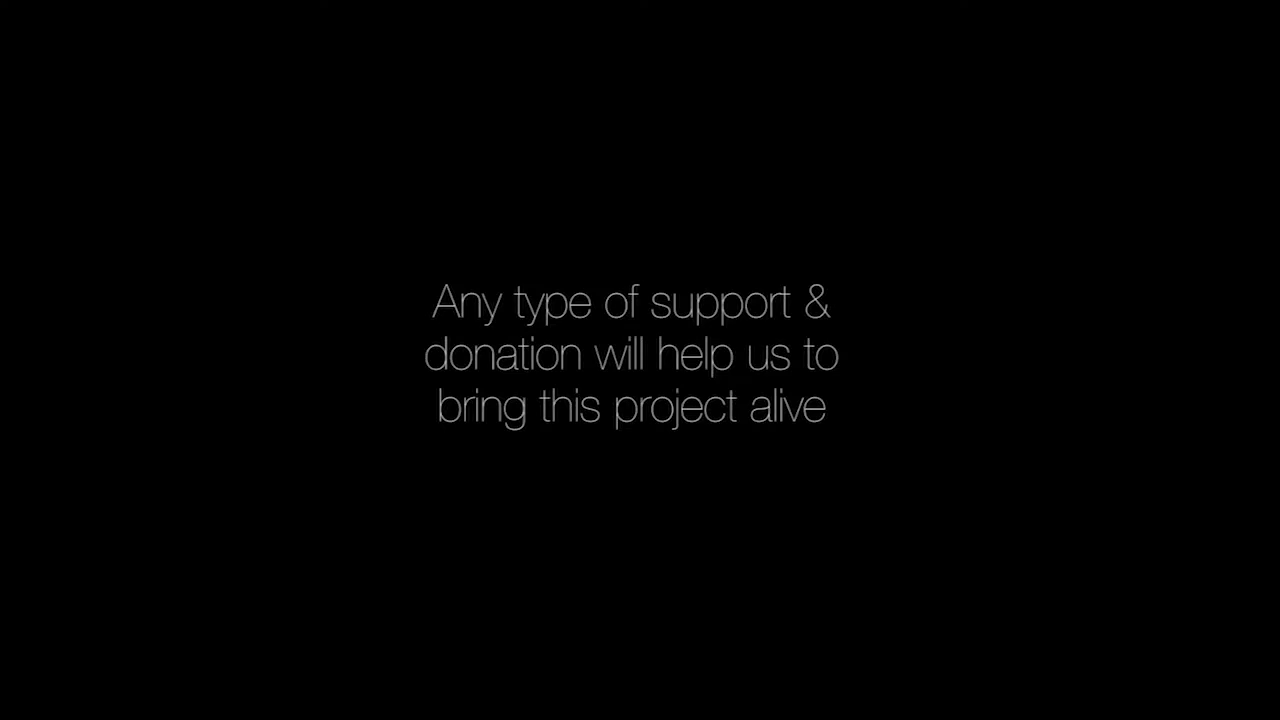 Any type of support &
donation will help us to
bring this project alive